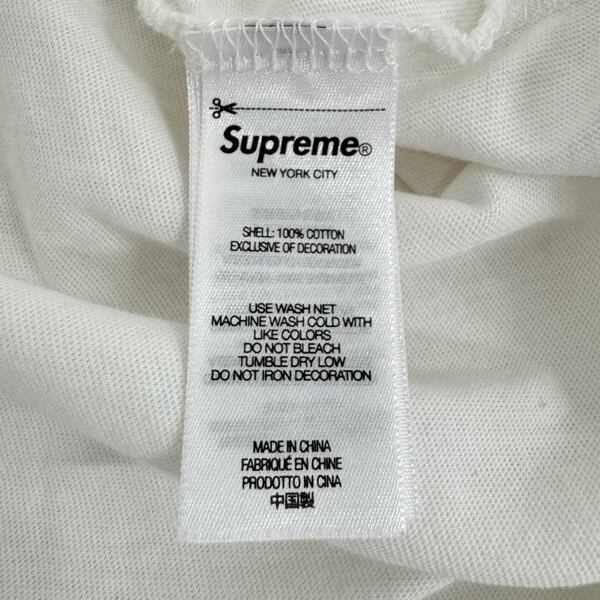 Supreme®
NEW YORK CITY
SHELL: 100% COTTON
EXCLUSIVE OF DECORATION
USE WASH NET
MACHINE WASH COLD WITH
LIKE COLORS
DO NOT BLEACH
TUMBLE DRY LOW
DO NOT IRON DECORATION
MADE IN CHINA
FABRIQUÉ EN CHINE
PRODOTTO IN CINA
中国製